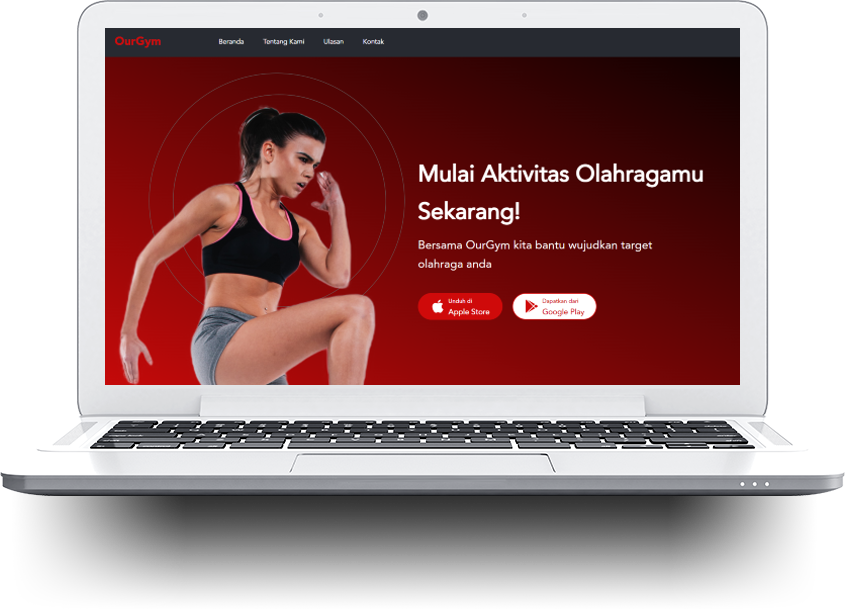 OurGym Beranda Tentang Kami Ulasan Kontak
Mulai Aktivitas Olahragamu
Sekarang!
Bersama OurGym kita bantu wujudkan target
olahraga anda
Unduh di
Apple Store
Dapatkan dari
Google Play